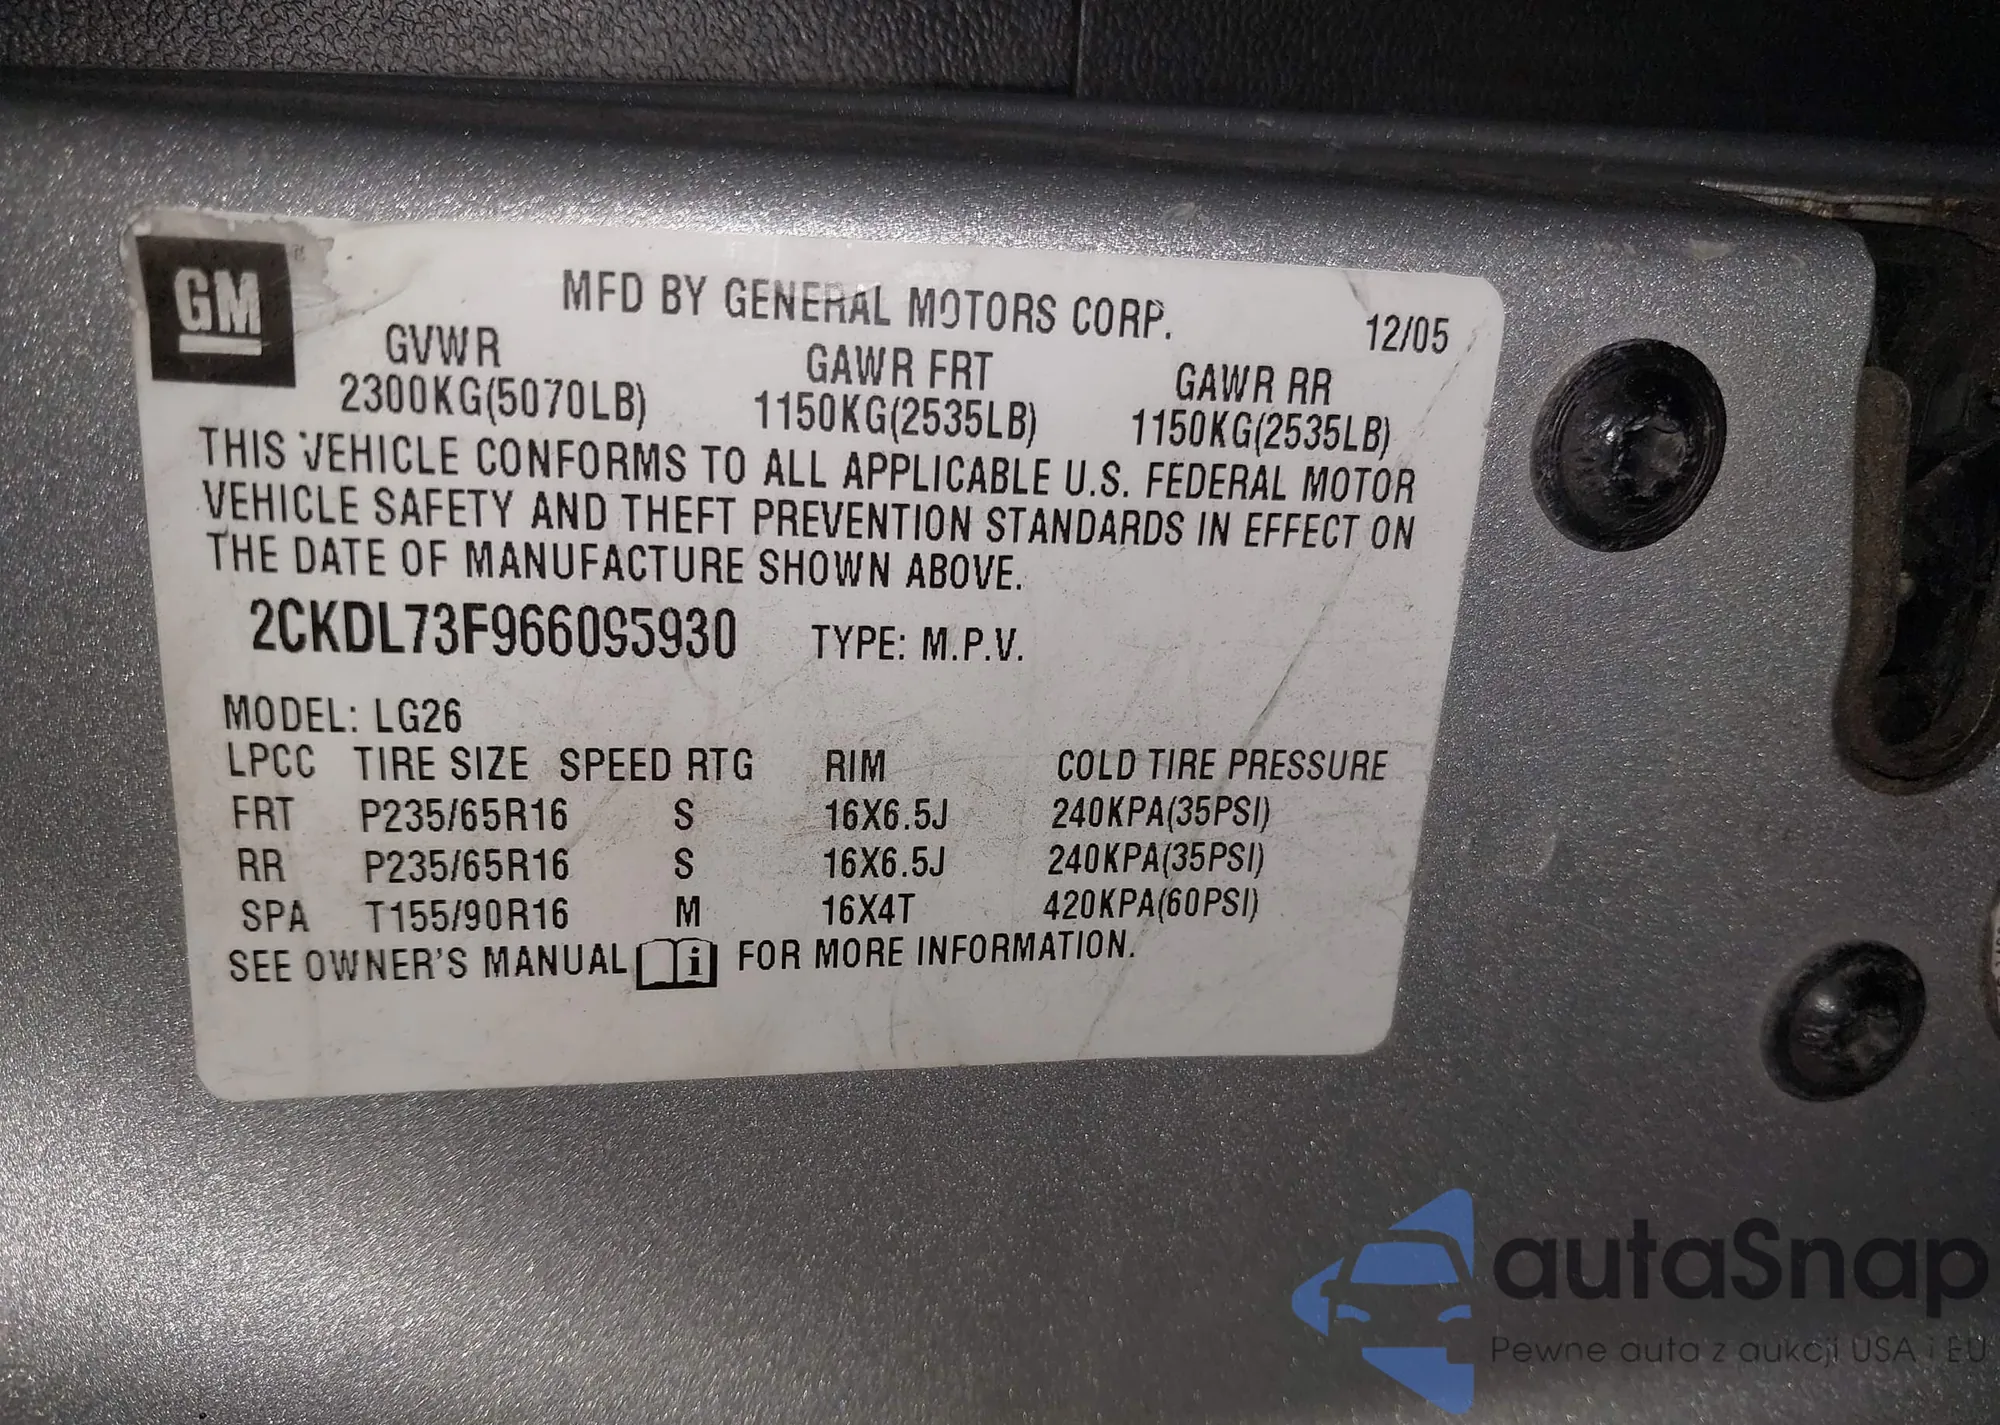 GM
MFD BY GENERAL MOTORS CORP.
12/05
GVWR GAWR FRT GAWR RR
2300KG(5070LB) 1150KG(2535LB) 1150KG(2535LB)
THIS VEHICLE CONFORMS TO ALL APPLICABLE U.S. FEDERAL MOTOR
VEHICLE SAFETY AND THEFT PREVENTION STANDARDS IN EFFECT ON
THE DATE OF MANUFACTURE SHOWN ABOVE.
2CKDL73F966095930 TYPE: M.P.V.
MODEL: LG26
LPCC TIRE SIZE SPEED RTG RIM COLD TIRE PRESSURE
FRT P235/65R16 S 16X6.5J 240KPA(35PSI)
RR P235/65R16 S 16X6.5J 240KPA(35PSI)
SPA T155/90R16 M 16X4T 420KPA(60PSI)
SEE OWNER'S MANUAL i FOR MORE INFORMATION.
autaSnap
Pewne auta z aukcji USA i EU